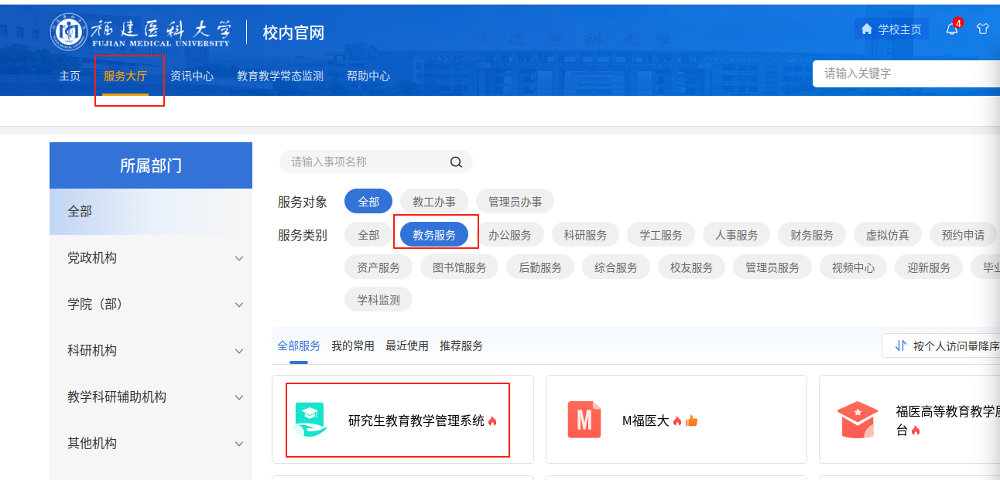 福建医科大学 校内官网
FUJIAN MEDICAL UNIVERSITY
学校主页 4
主页 服务大厅 资讯中心 教育教学常态监测 帮助中心
请输入关键字
所属部门
全部
党政机构
学院（部）
科研机构
教学科研辅助机构
其他机构
请输入事项名称
服务对象 全部 教工办事 管理员办事
服务类别 全部 教务服务 办公服务 科研服务 学工服务 人事服务 财务服务 虚拟仿真 预约申请
资产服务 图书馆服务 后勤服务 综合服务 校友服务 管理员服务 视频中心 迎新服务 毕业
学科监测
全部服务 我的常用 最近使用 推荐服务 按个人访问量降序
研究生教育教学管理系统
M
M福医大
福医高等教育教学质
台